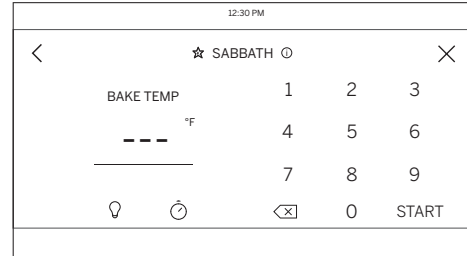 12:30 PM
SABBATH
BAKE TEMP
--- °F
1 2 3
4 5 6
7 8 9
0 START